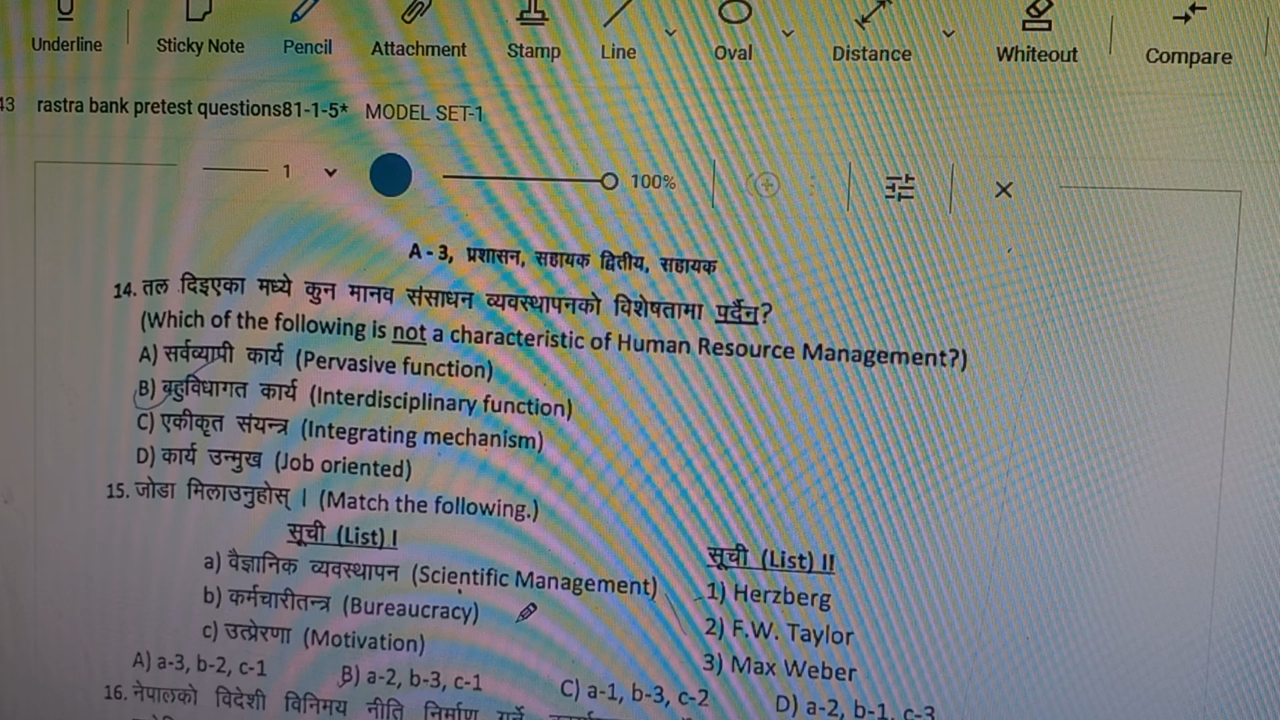 Underline
Sticky Note
Pencil
Attachment
Stamp
Line
Oval
Distance
Whiteout
Compare
43 rastra bank pretest questions81-1-5* MODEL SET-1
1
100%
A - 3, प्रशासन, सहायक द्वितीय, सहायक
14. तल दिइएका मध्ये कुन मानव संसाधन व्यवस्थापनको विशेषतामा पर्दैन?
(Which of the following is not a characteristic of Human Resource Management?)
A) सर्वव्यापी कार्य (Pervasive function)
B) बहुविधागत कार्य (Interdisciplinary function)
C) एकीकृत संयन्त्र (Integrating mechanism)
D) कार्य उन्मुख (Job oriented)
15. जोडा मिलाउनुहोस् । (Match the following.)
सूची (List) I
सूची (List) II
a) वैज्ञानिक व्यवस्थापन (Scientific Management)
1) Herzberg
b) कर्मचारीतन्त्र (Bureaucracy)
2) F.W. Taylor
c) उत्प्रेरणा (Motivation)
3) Max Weber
A) a-3, b-2, c-1
B) a-2, b-3, c-1
C) a-1, b-3, c-2
D) a-2, b-1, c-3
16. नेपालको विदेशी विनिमय नीति निर्माण गर्ने